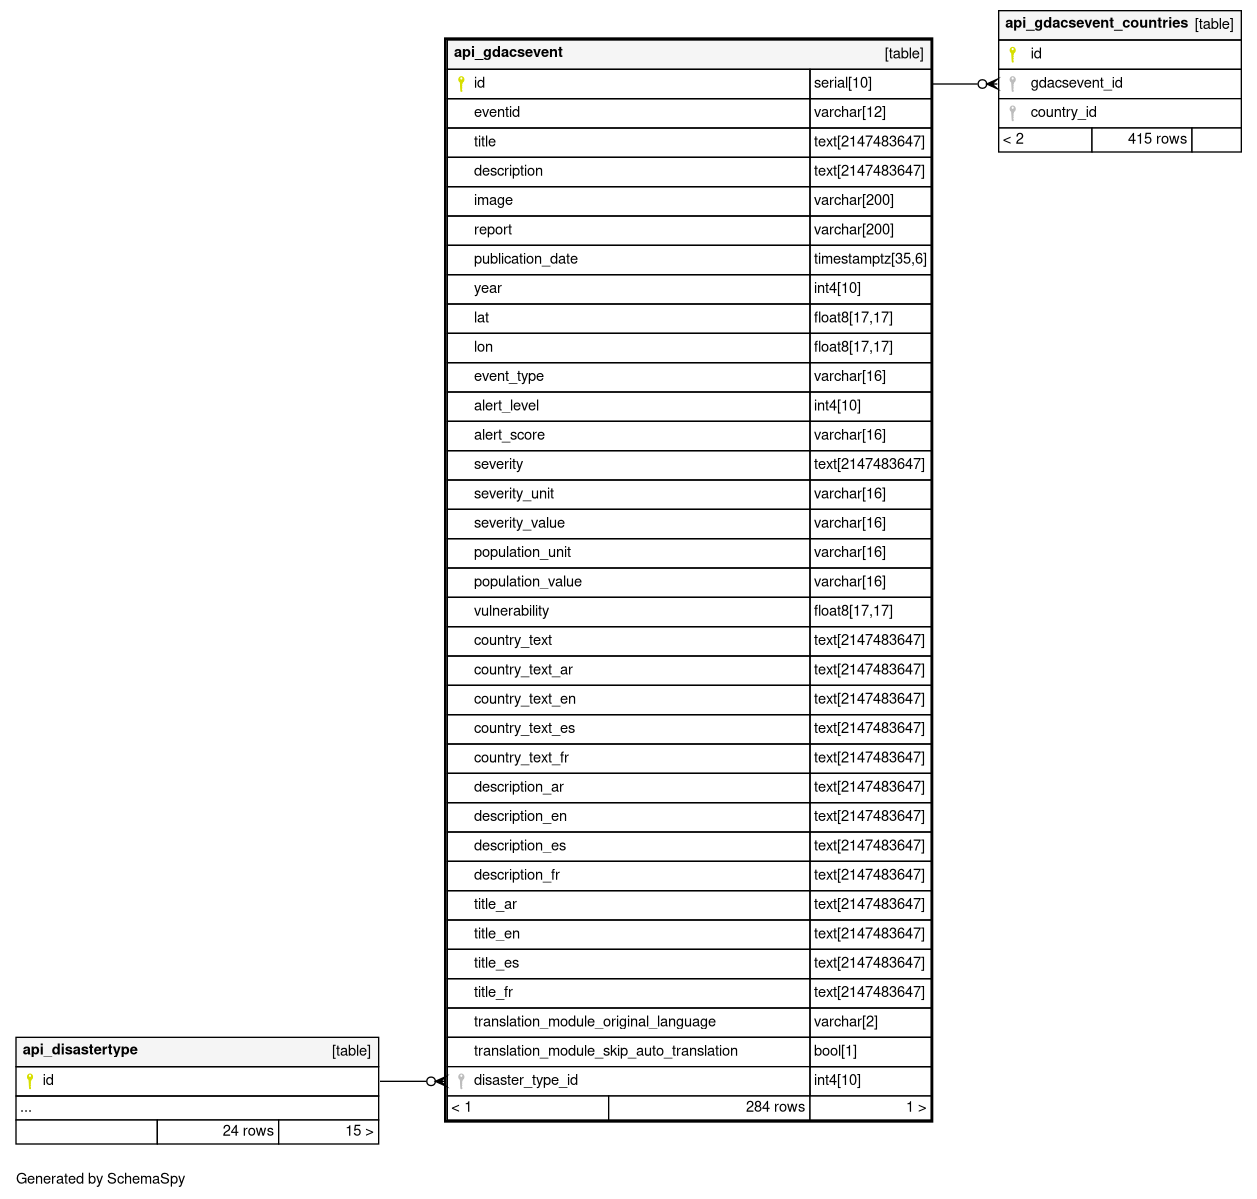 api_gdacsevent_countries [table]
id
gdacsevent_id
country_id
< 2 415 rows
api_gdacsevent [table]
id serial[10]
eventid varchar[12]
title text[2147483647]
description text[2147483647]
image varchar[200]
report varchar[200]
publication_date timestamptz[35,6]
year int4[10]
lat float8[17,17]
lon float8[17,17]
event_type varchar[16]
alert_level int4[10]
alert_score varchar[16]
severity text[2147483647]
severity_unit varchar[16]
severity_value varchar[16]
population_unit varchar[16]
population_value varchar[16]
vulnerability float8[17,17]
country_text text[2147483647]
country_text_ar text[2147483647]
country_text_en text[2147483647]
country_text_es text[2147483647]
country_text_fr text[2147483647]
description_ar text[2147483647]
description_en text[2147483647]
description_es text[2147483647]
description_fr text[2147483647]
title_ar text[2147483647]
title_en text[2147483647]
title_es text[2147483647]
title_fr text[2147483647]
translation_module_original_language varchar[2]
translation_module_skip_auto_translation bool[1]
disaster_type_id int4[10]
< 1 284 rows 1 >
api_disastertype [table]
id
...
24 rows 15 >
Generated by SchemaSpy